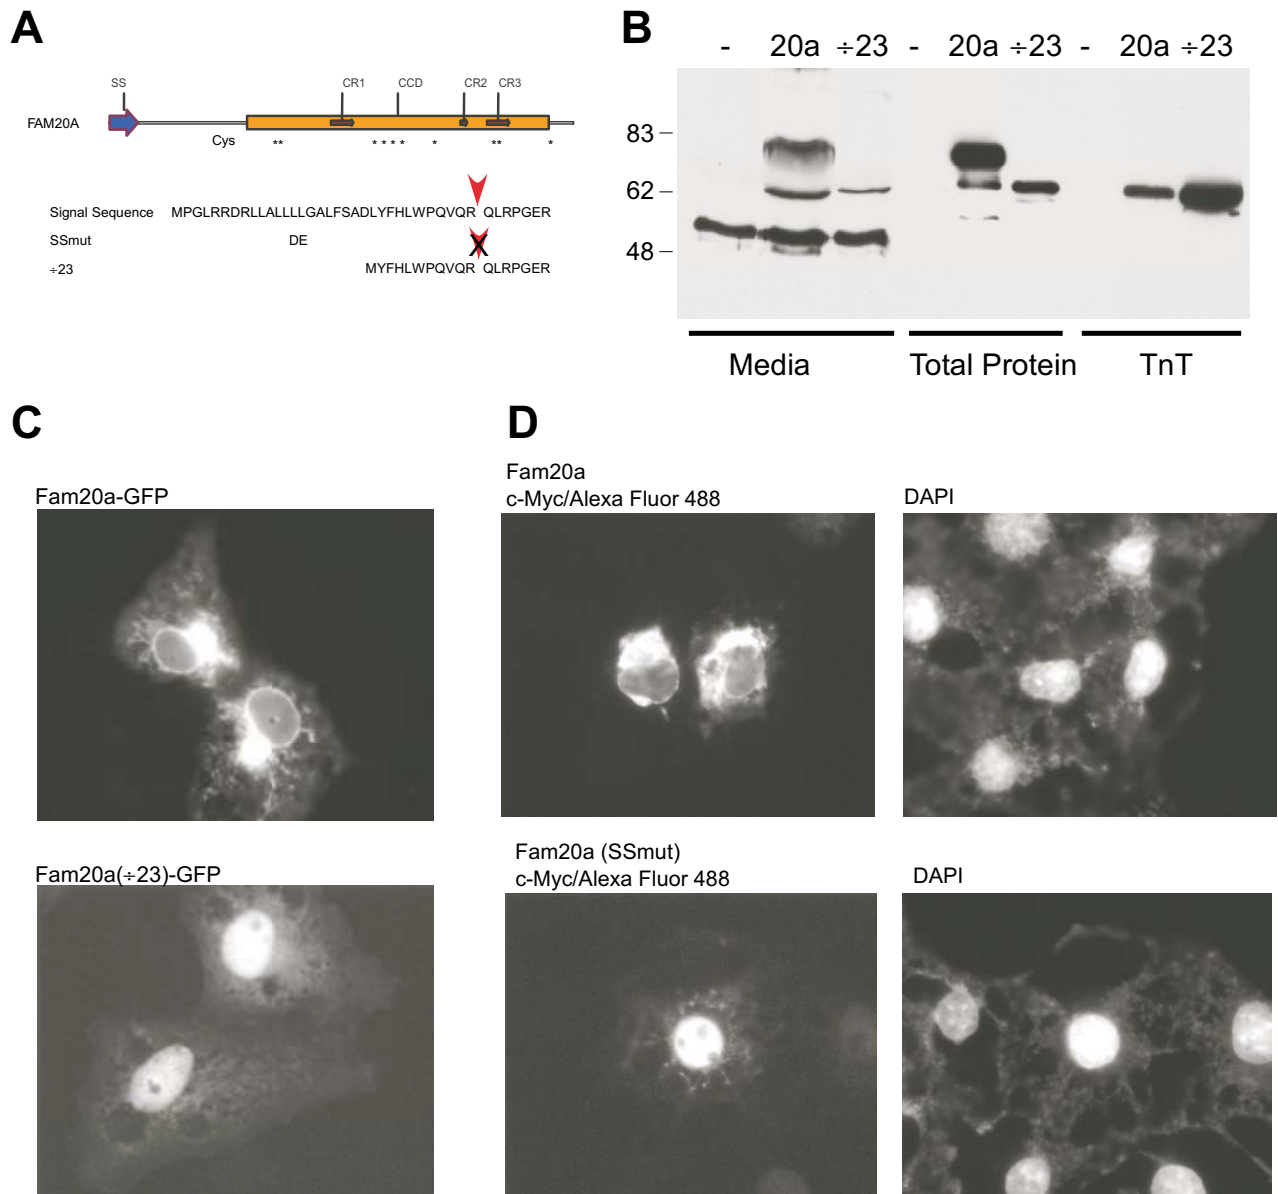 A
SS CR1 CCD CR2 CR3
FAM20A
Cys ** **** * ** *
Signal Sequence MPGLRRDRLLALLLLGALFSADLYFHLWPQVQR QLRPGER
SSmut DE X
÷23 MYFHLWPQVQR QLRPGER
B
- 20a ÷23 - 20a ÷23 - 20a ÷23
83
62
48
Media Total Protein TnT
C
Fam20a-GFP
Fam20a(÷23)-GFP
D
Fam20a
c-Myc/Alexa Fluor 488
DAPI
Fam20a (SSmut)
c-Myc/Alexa Fluor 488
DAPI